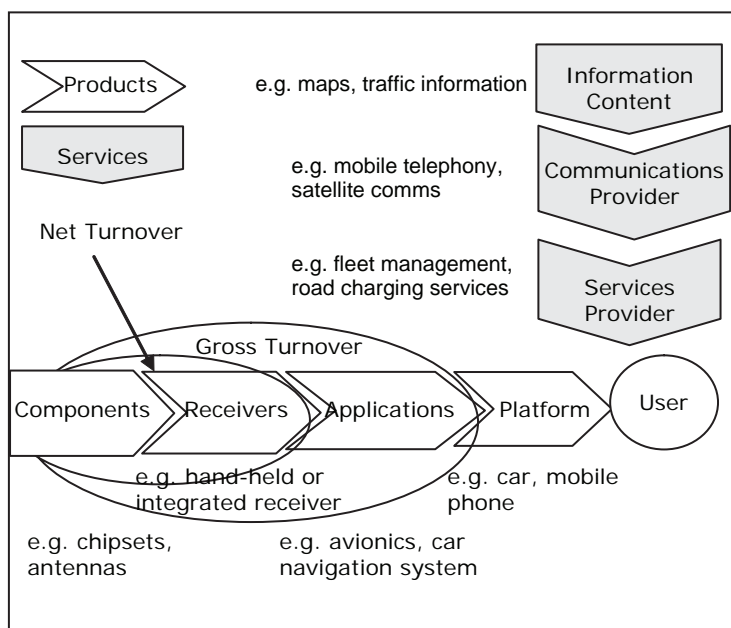 Products
e.g. maps, traffic information
Information
Content
Services
e.g. mobile telephony,
satellite comms
Communications
Provider
Net Turnover
e.g. fleet management,
road charging services
Services
Provider
Gross Turnover
Components
Receivers
Applications
Platform
User
e.g. hand-held or
integrated receiver
e.g. car, mobile
phone
e.g. chipsets,
antennas
e.g. avionics, car
navigation system